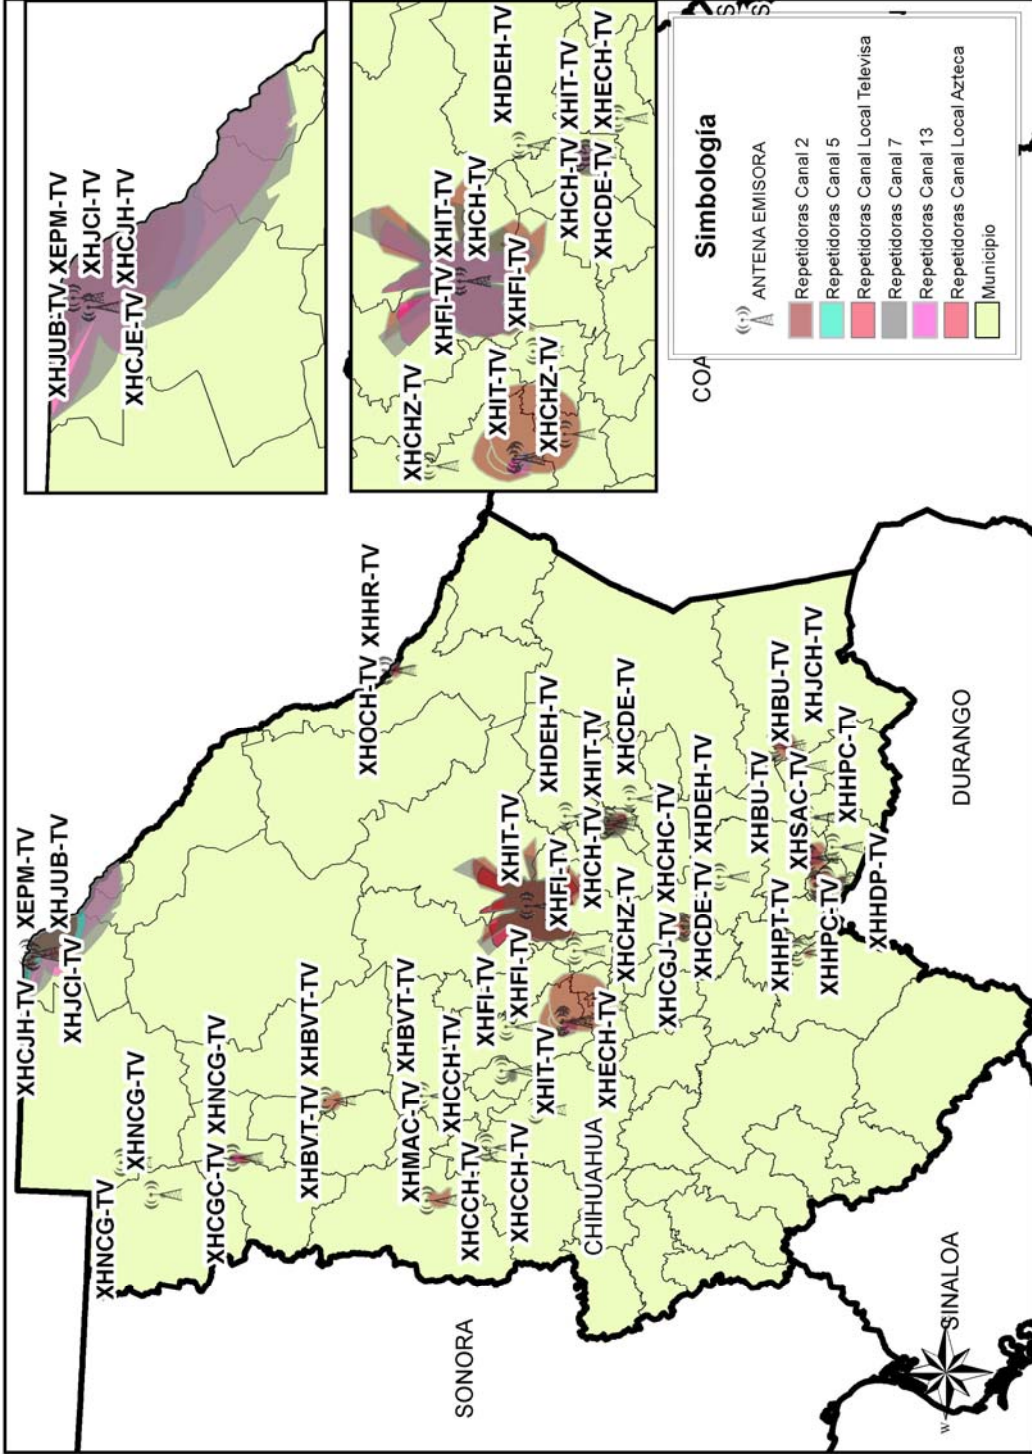 XHCJH-TV XEPM-TV
XHJCI-TV XHJUB-TV
XHNCG-TV
XHNCG-TV
XHCGC-TV XHNCG-TV
XHBVT-TV XHBVT-TV
XHOCH-TV XHHR-TV
XHMAC-TV XHBVT-TV
XHCCH-TV
XHCCH-TV
XHFI-TV
XHIT-TV
XHCCH-TV
XHFI-TV
XHFI-TV
XHDEH-TV
XHIT-TV
XHCH-TV
XHIT-TV
XHECH-TV
XHCHZ-TV
XHCDE-TV
CHIHUAHUA
XHCGJ-TV XHCHC-TV
XHCDE-TV XHDEH-TV
XHBU-TV
XHBU-TV
XHHPT-TV
XHSAC-TV
XHJCH-TV
XHHPC-TV
XHHPC-TV
XHHDP-TV
SONORA
SINALOA
DURANGO
COA
W
XHJUB-TV XEPM-TV
XHJCI-TV
XHCJE-TV XHCJH-TV
XHCHZ-TV
XHFI-TV XHIT-TV
XHDEH-TV
XHICH-TV
XHIT-TV
XHFI-TV
XHCHZ-TV
XHCH-TV XHIT-TV
XHCDE-TV XHECH-TV
Simbología
ANTENA EMISORA
Repetidoras Canal 2
Repetidoras Canal 5
Repetidoras Canal Local Televisa
Repetidoras Canal 7
Repetidoras Canal 13
Repetidoras Canal Local Azteca
Municipio